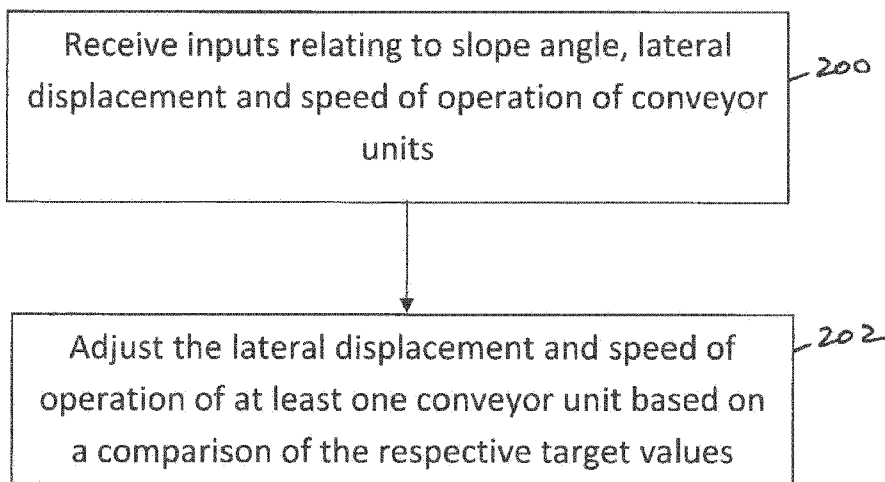 Receive inputs relating to slope angle, lateral
displacement and speed of operation of conveyor
units
200
Adjust the lateral displacement and speed of
operation of at least one conveyor unit based on
a comparison of the respective target values
202